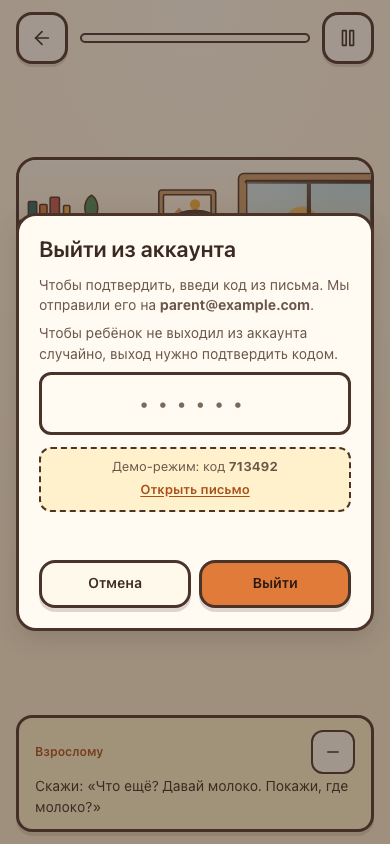 Выйти из аккаунта
Чтобы подтвердить, введи код из письма. Мы
отправили его на parent@example.com.
Чтобы ребёнок не выходил из аккаунта
случайно, выход нужно подтвердить кодом.
Демо-режим: код 713492
Открыть письмо
Отмена
Выйти
Взрослому
Скажи: «Что ещё? Давай молоко. Покажи, где
молоко?»